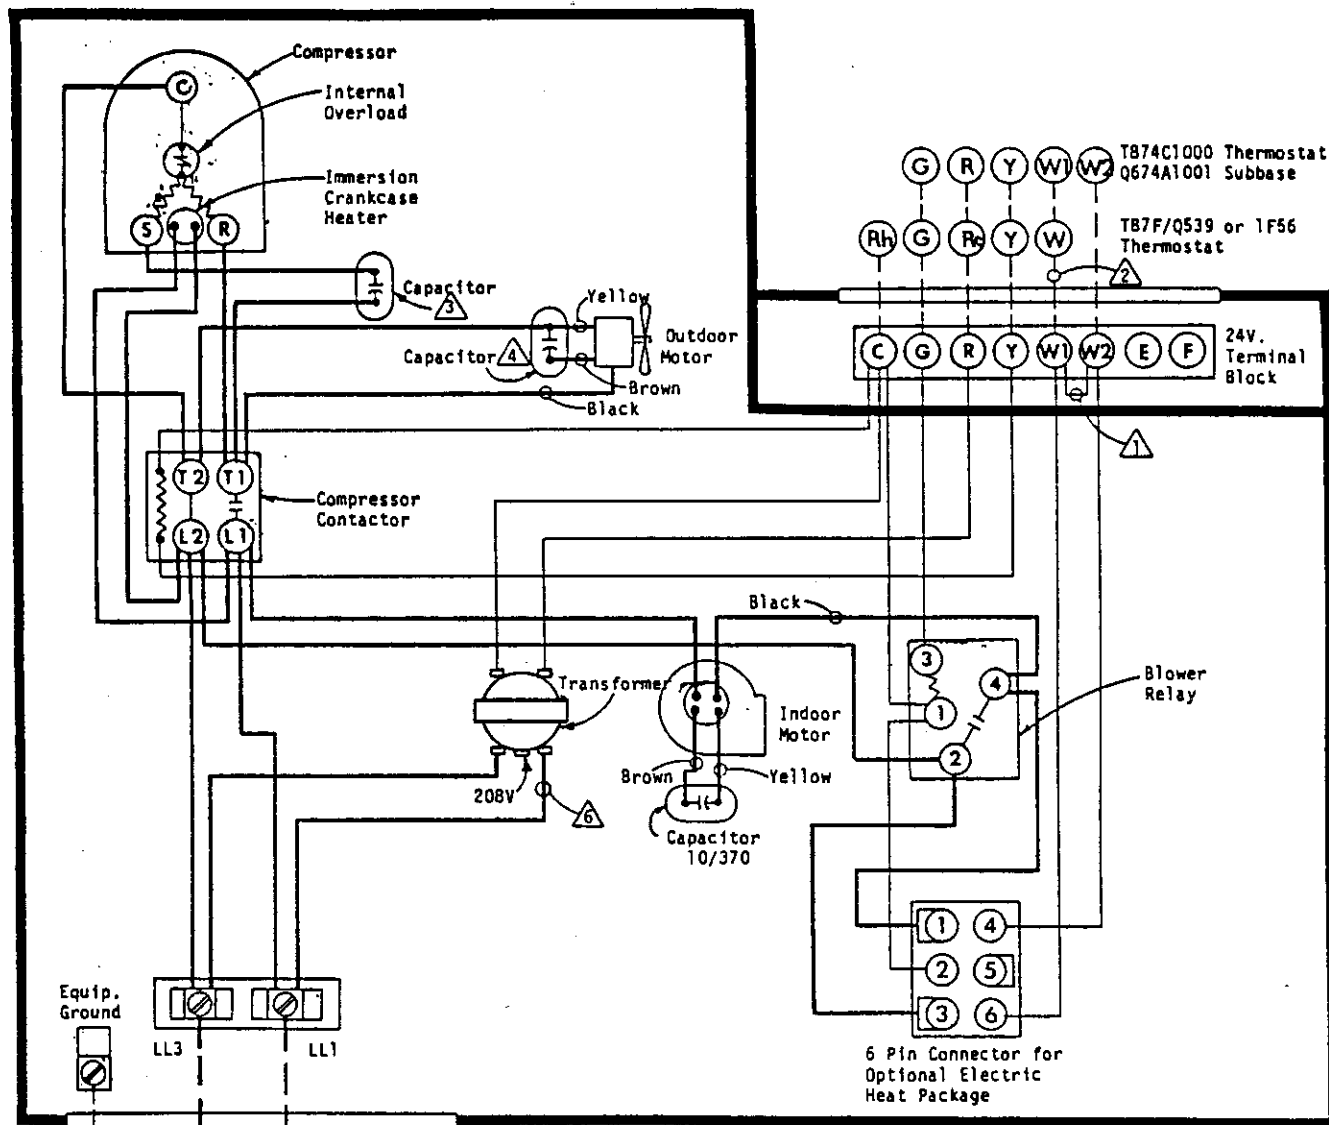 Compressor
C
Internal
Overload
Immersion
Crankcase
Heater
S
R
Capacitor
3
Capacitor
4
Yellow
Outdoor
Motor
Brown
Black
G R Y W1 W2
T874C1000 Thermostat
Q674A1001 Subbase
Rh G Rc Y W
T87F/Q539 or 1F56
Thermostat
2
C G R Y W1 W2 E F
24V.
Terminal
Block
1
T2 T1
L2 L1
Compressor
Contactor
Black
3
4
1
2
Blower
Relay
Transformer
208V
6
Indoor
Motor
Brown
Yellow
Capacitor
10/370
1 4
2 5
3 6
6 Pin Connector for
Optional Electric
Heat Package
Equip.
Ground
LL3
LL1